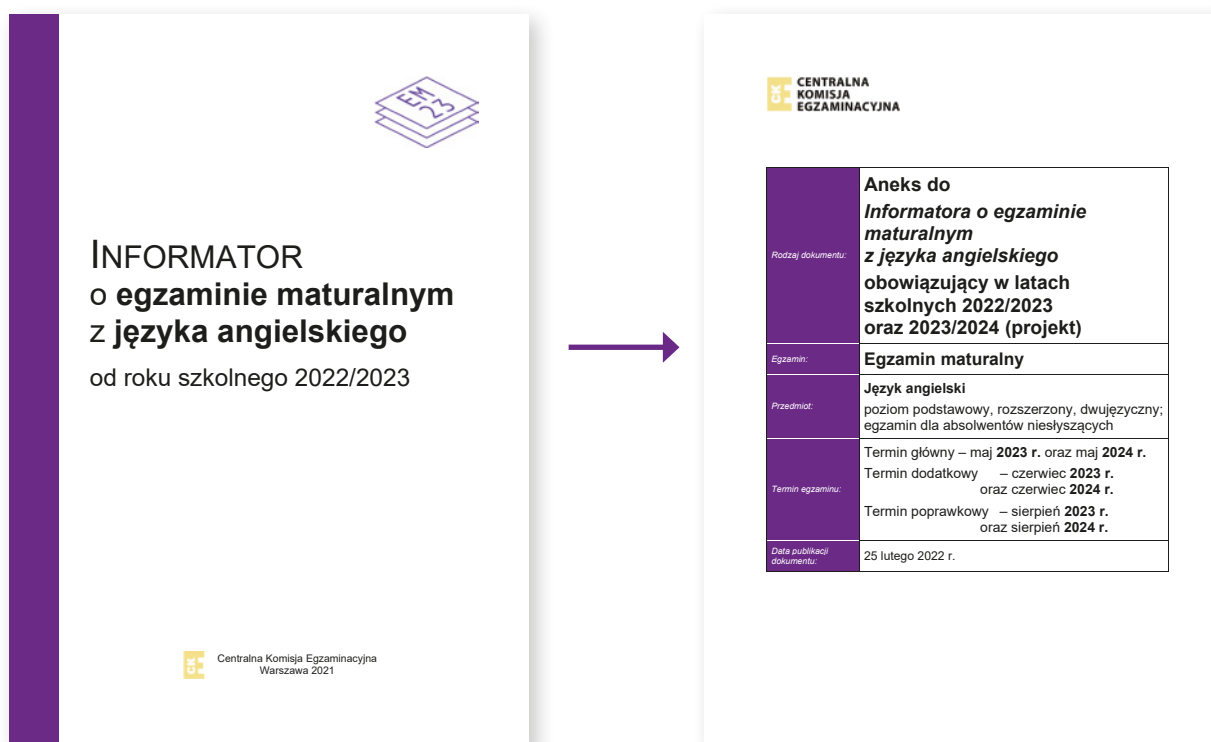 EM
23
INFORMATOR
o egzaminie maturalnym
z języka angielskiego
od roku szkolnego 2022/2023
CKE
Centralna Komisja Egzaminacyjna
Warszawa 2021
CKE
CENTRALNA
KOMISJA
EGZAMINACYJNA
Rodzaj dokumentu:
Aneks do
Informatora o egzaminie
maturalnym
z języka angielskiego
obowiązujący w latach
szkolnych 2022/2023
oraz 2023/2024 (projekt)
Egzamin:
Egzamin maturalny
Przedmiot:
Język angielski
poziom podstawowy, rozszerzony, dwujęzyczny;
egzamin dla absolwentów niesłyszących
Termin egzaminu:
Termin główny – maj 2023 r. oraz maj 2024 r.
Termin dodatkowy – czerwiec 2023 r.
oraz czerwiec 2024 r.
Termin poprawkowy – sierpień 2023 r.
oraz sierpień 2024 r.
Data publikacji
dokumentu:
25 lutego 2022 r.